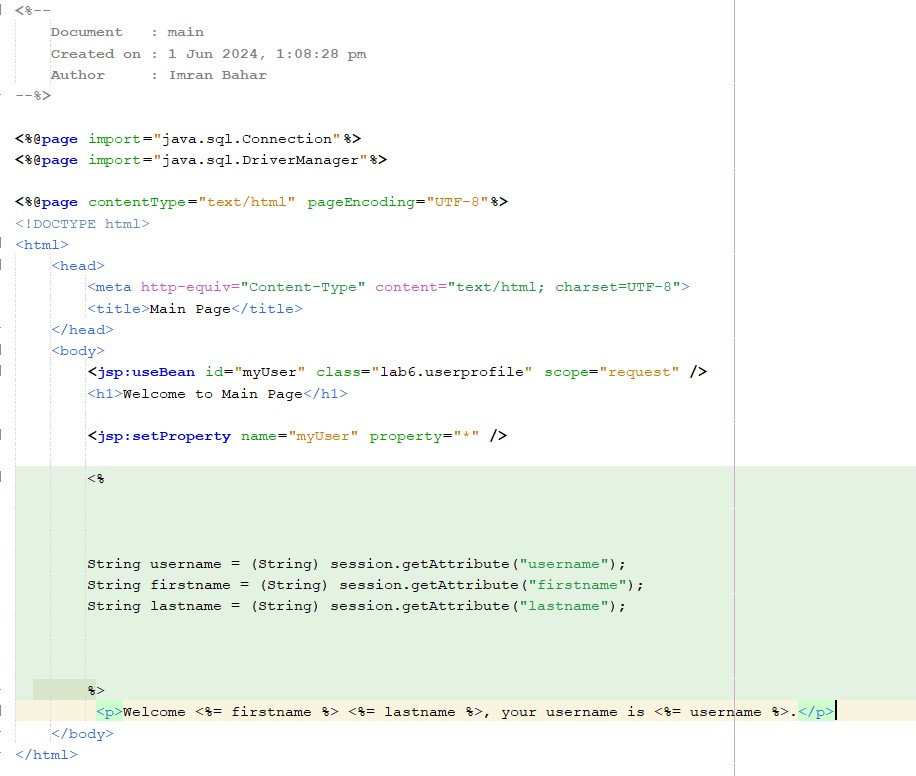 <%--
    Document   : main
    Created on : 1 Jun 2024, 1:08:28 pm
    Author     : Imran Bahar
--%>

<%@page import="java.sql.Connection"%>
<%@page import="java.sql.DriverManager"%>

<%@page contentType="text/html" pageEncoding="UTF-8"%>
<!DOCTYPE html>
<html>
    <head>
        <meta http-equiv="Content-Type" content="text/html; charset=UTF-8">
        <title>Main Page</title>
    </head>
    <body>
        <jsp:useBean id="myUser" class="lab6.userprofile" scope="request" />
        <h1>Welcome to Main Page</h1>

        <jsp:setProperty name="myUser" property="*" />

        <%

        String username = (String) session.getAttribute("username");
        String firstname = (String) session.getAttribute("firstname");
        String lastname = (String) session.getAttribute("lastname");

        %>
         <p>Welcome <%= firstname %> <%= lastname %>, your username is <%= username %>.</p>
    </body>
</html>